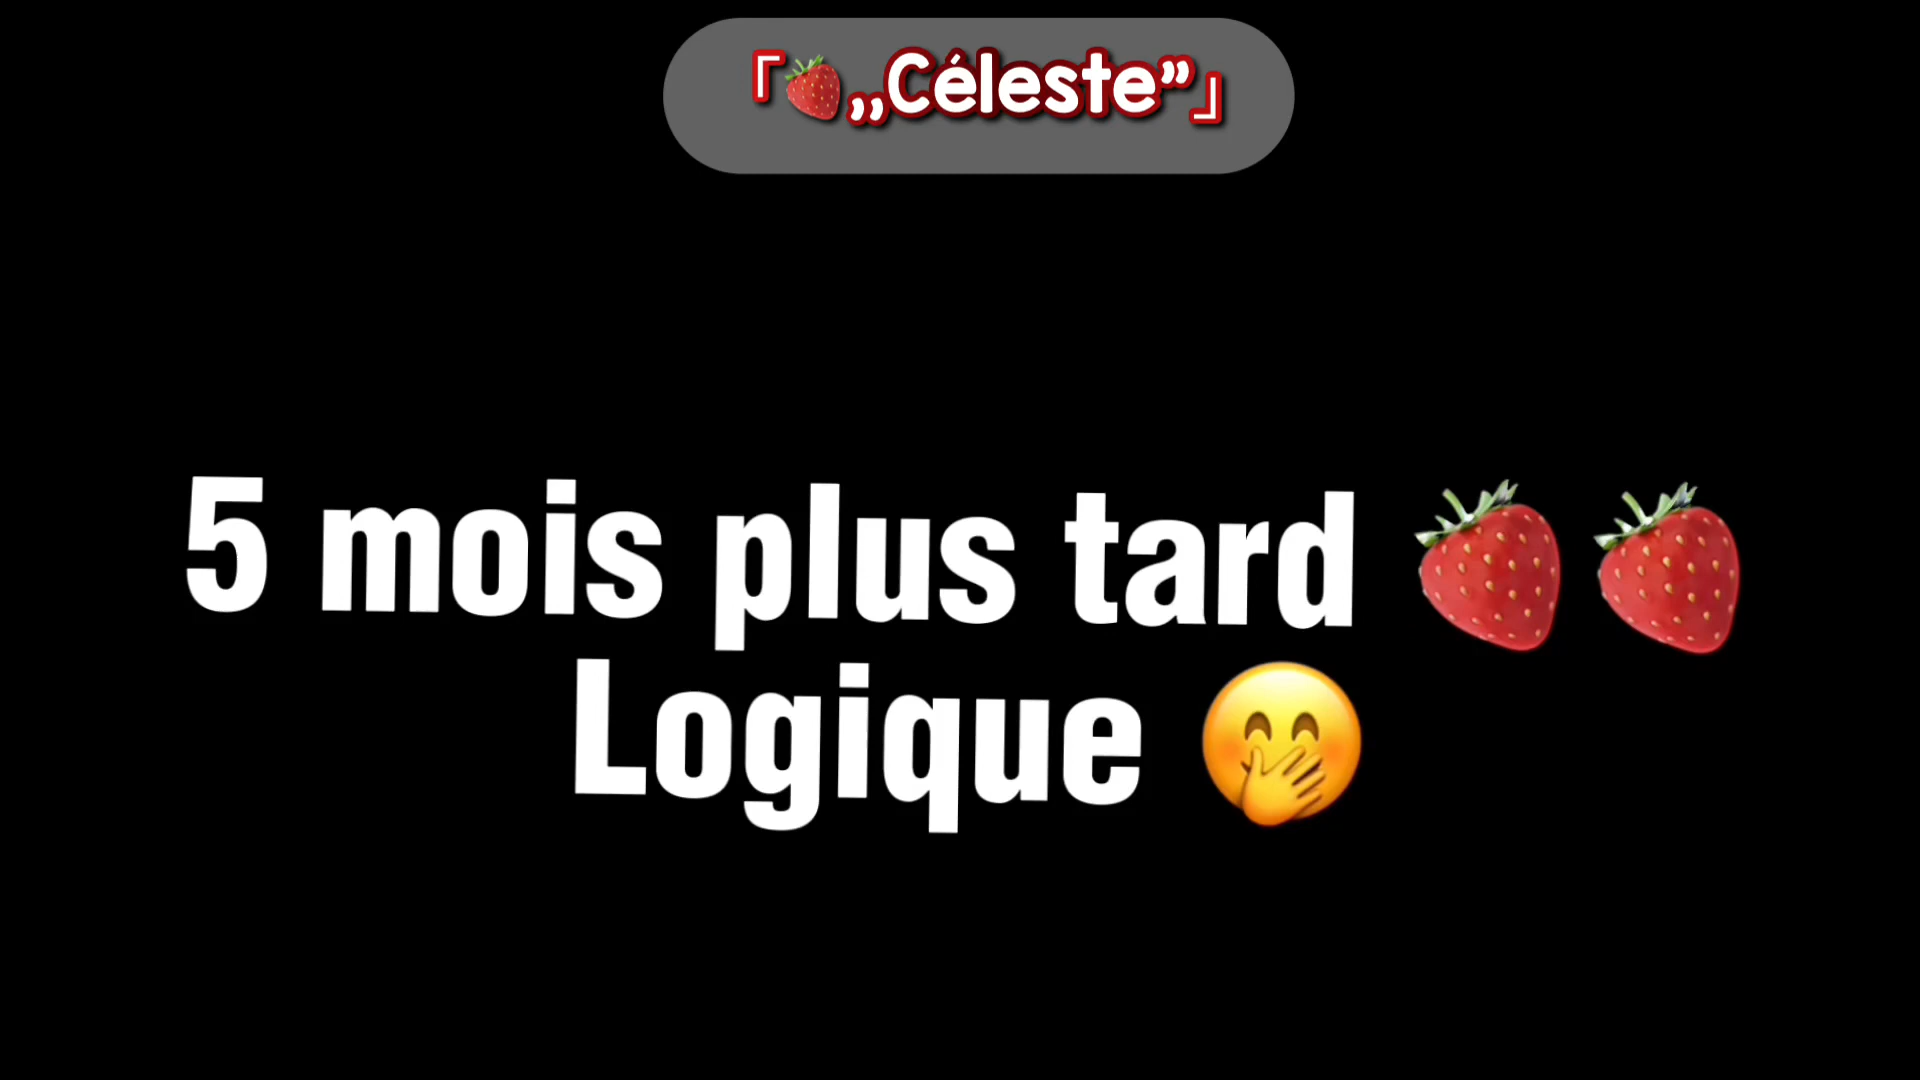 「🍓,,Céleste”」
5 mois plus tard 🍓 🍓
Logique 🤭